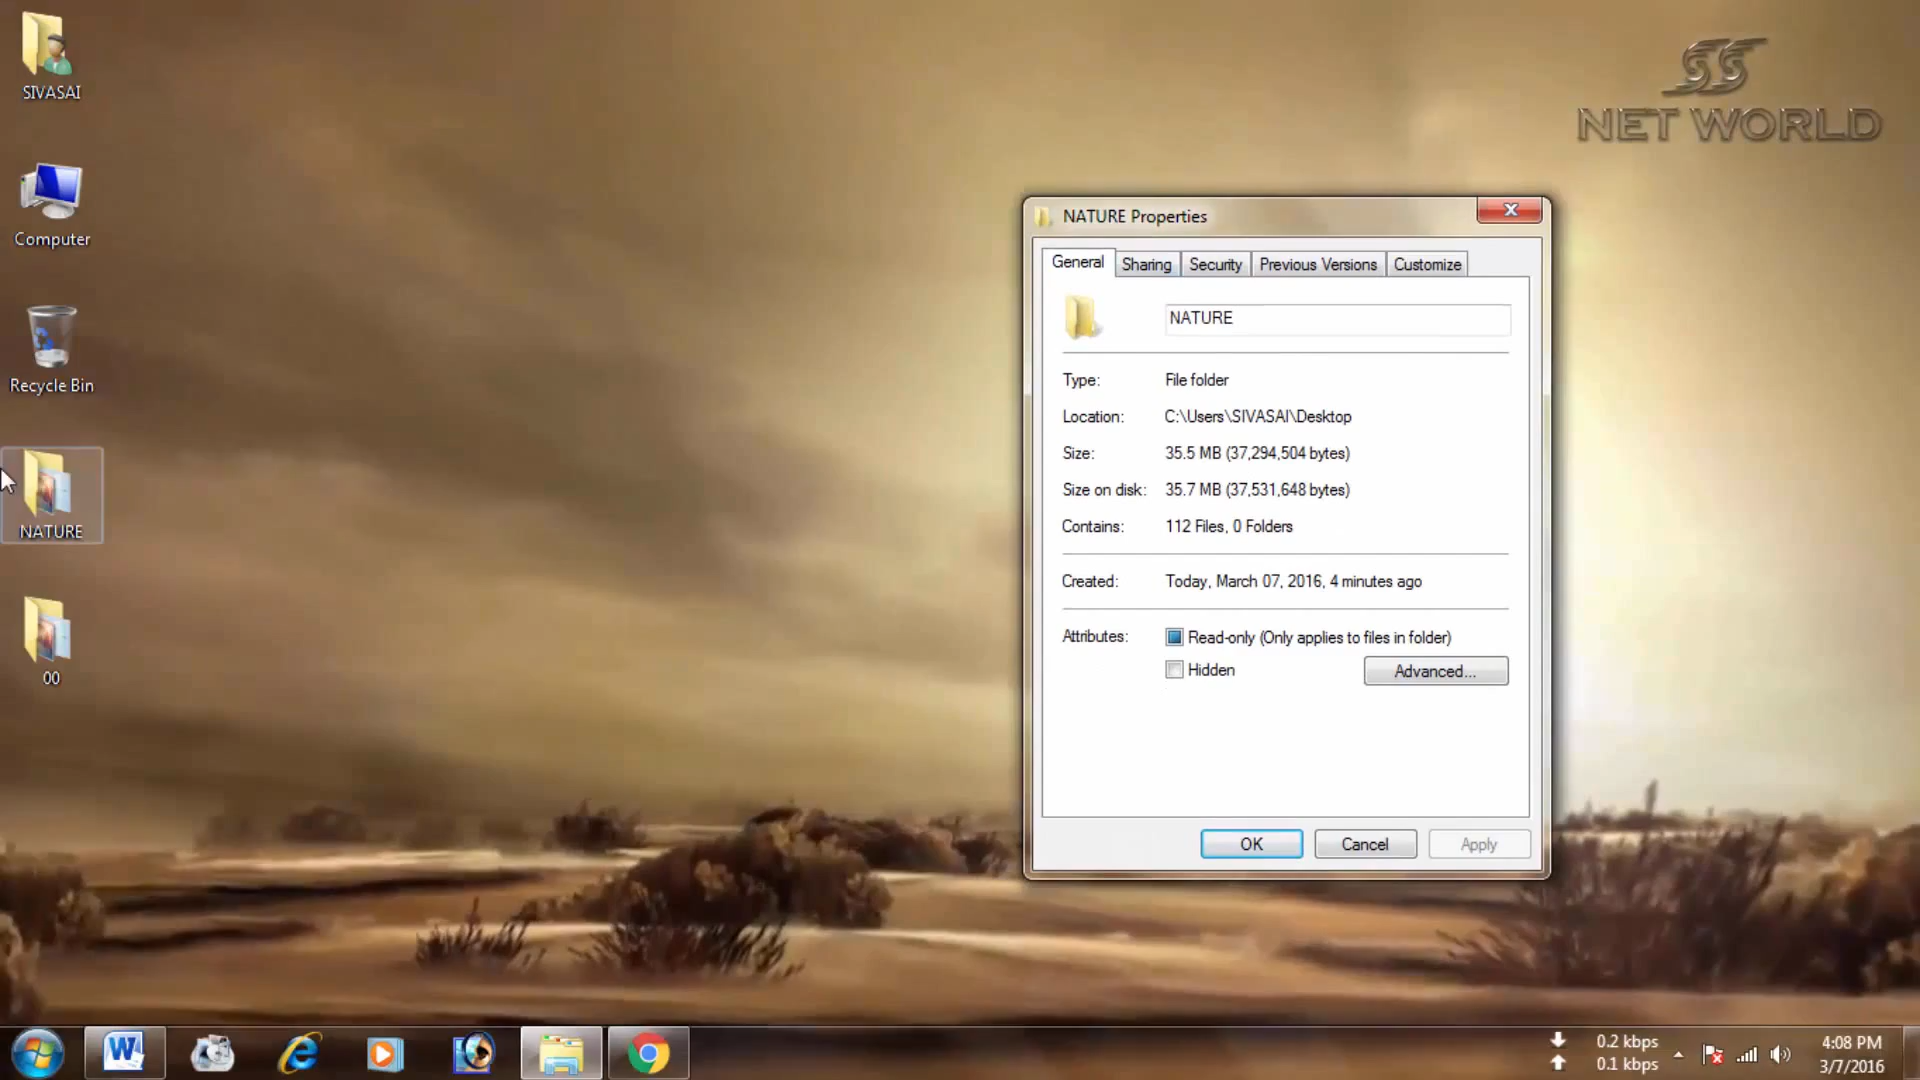 SIVASAI
Computer
Recycle Bin
NATURE
00
SS
NET WORLD
NATURE Properties
General Sharing Security Previous Versions Customize
NATURE
Type: File folder
Location: C:\Users\SIVASAI\Desktop
Size: 35.5 MB (37,294,504 bytes)
Size on disk: 35.7 MB (37,531,648 bytes)
Contains: 112 Files, 0 Folders
Created: Today, March 07, 2016, 4 minutes ago
Attributes: Read-only (Only applies to files in folder)
Hidden Advanced...
OK Cancel Apply
0.2 kbps
0.1 kbps
4:08 PM
3/7/2016